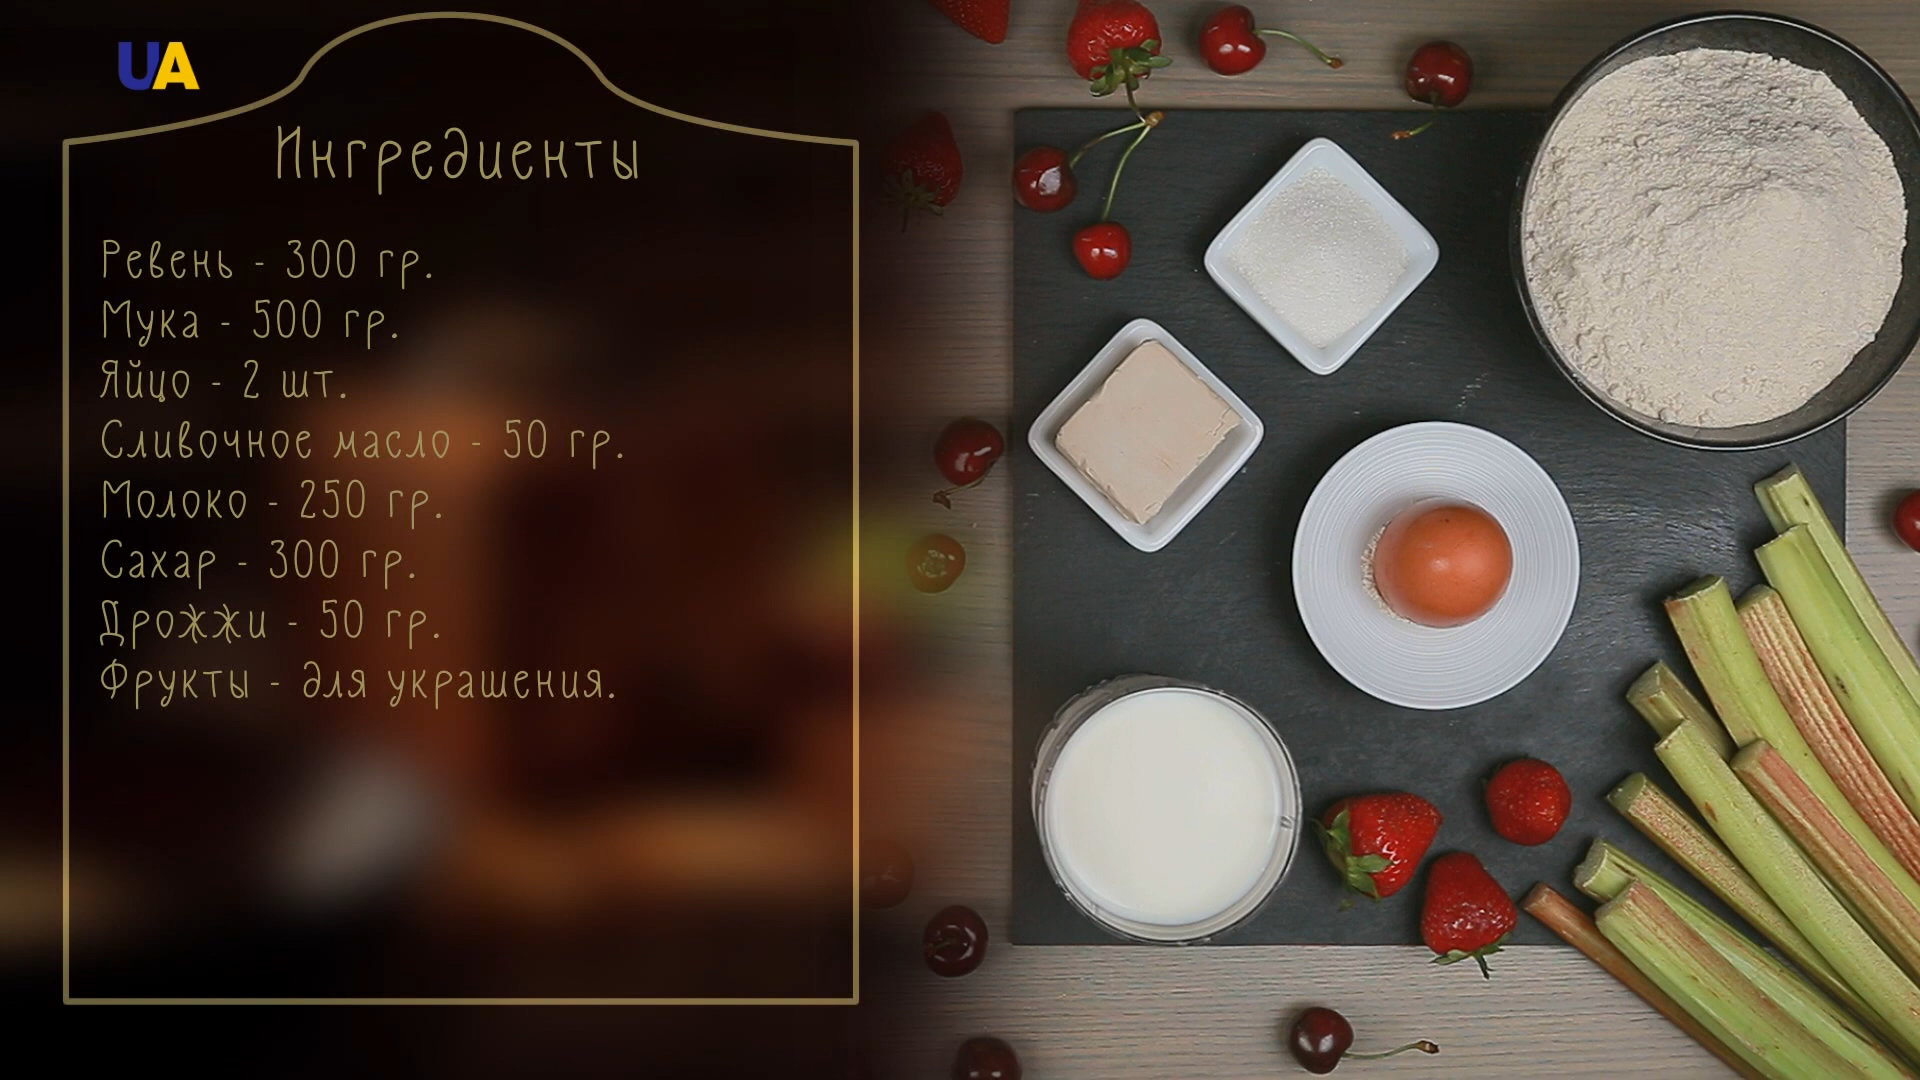 UA
Ингредиенты
Ревень - 300 гр.
Мука - 500 гр.
Яйцо - 2 шт.
Сливочное масло - 50 гр.
Молоко - 250 гр.
Сахар - 300 гр.
Дрожжи - 50 гр.
Фрукты - для украшения.